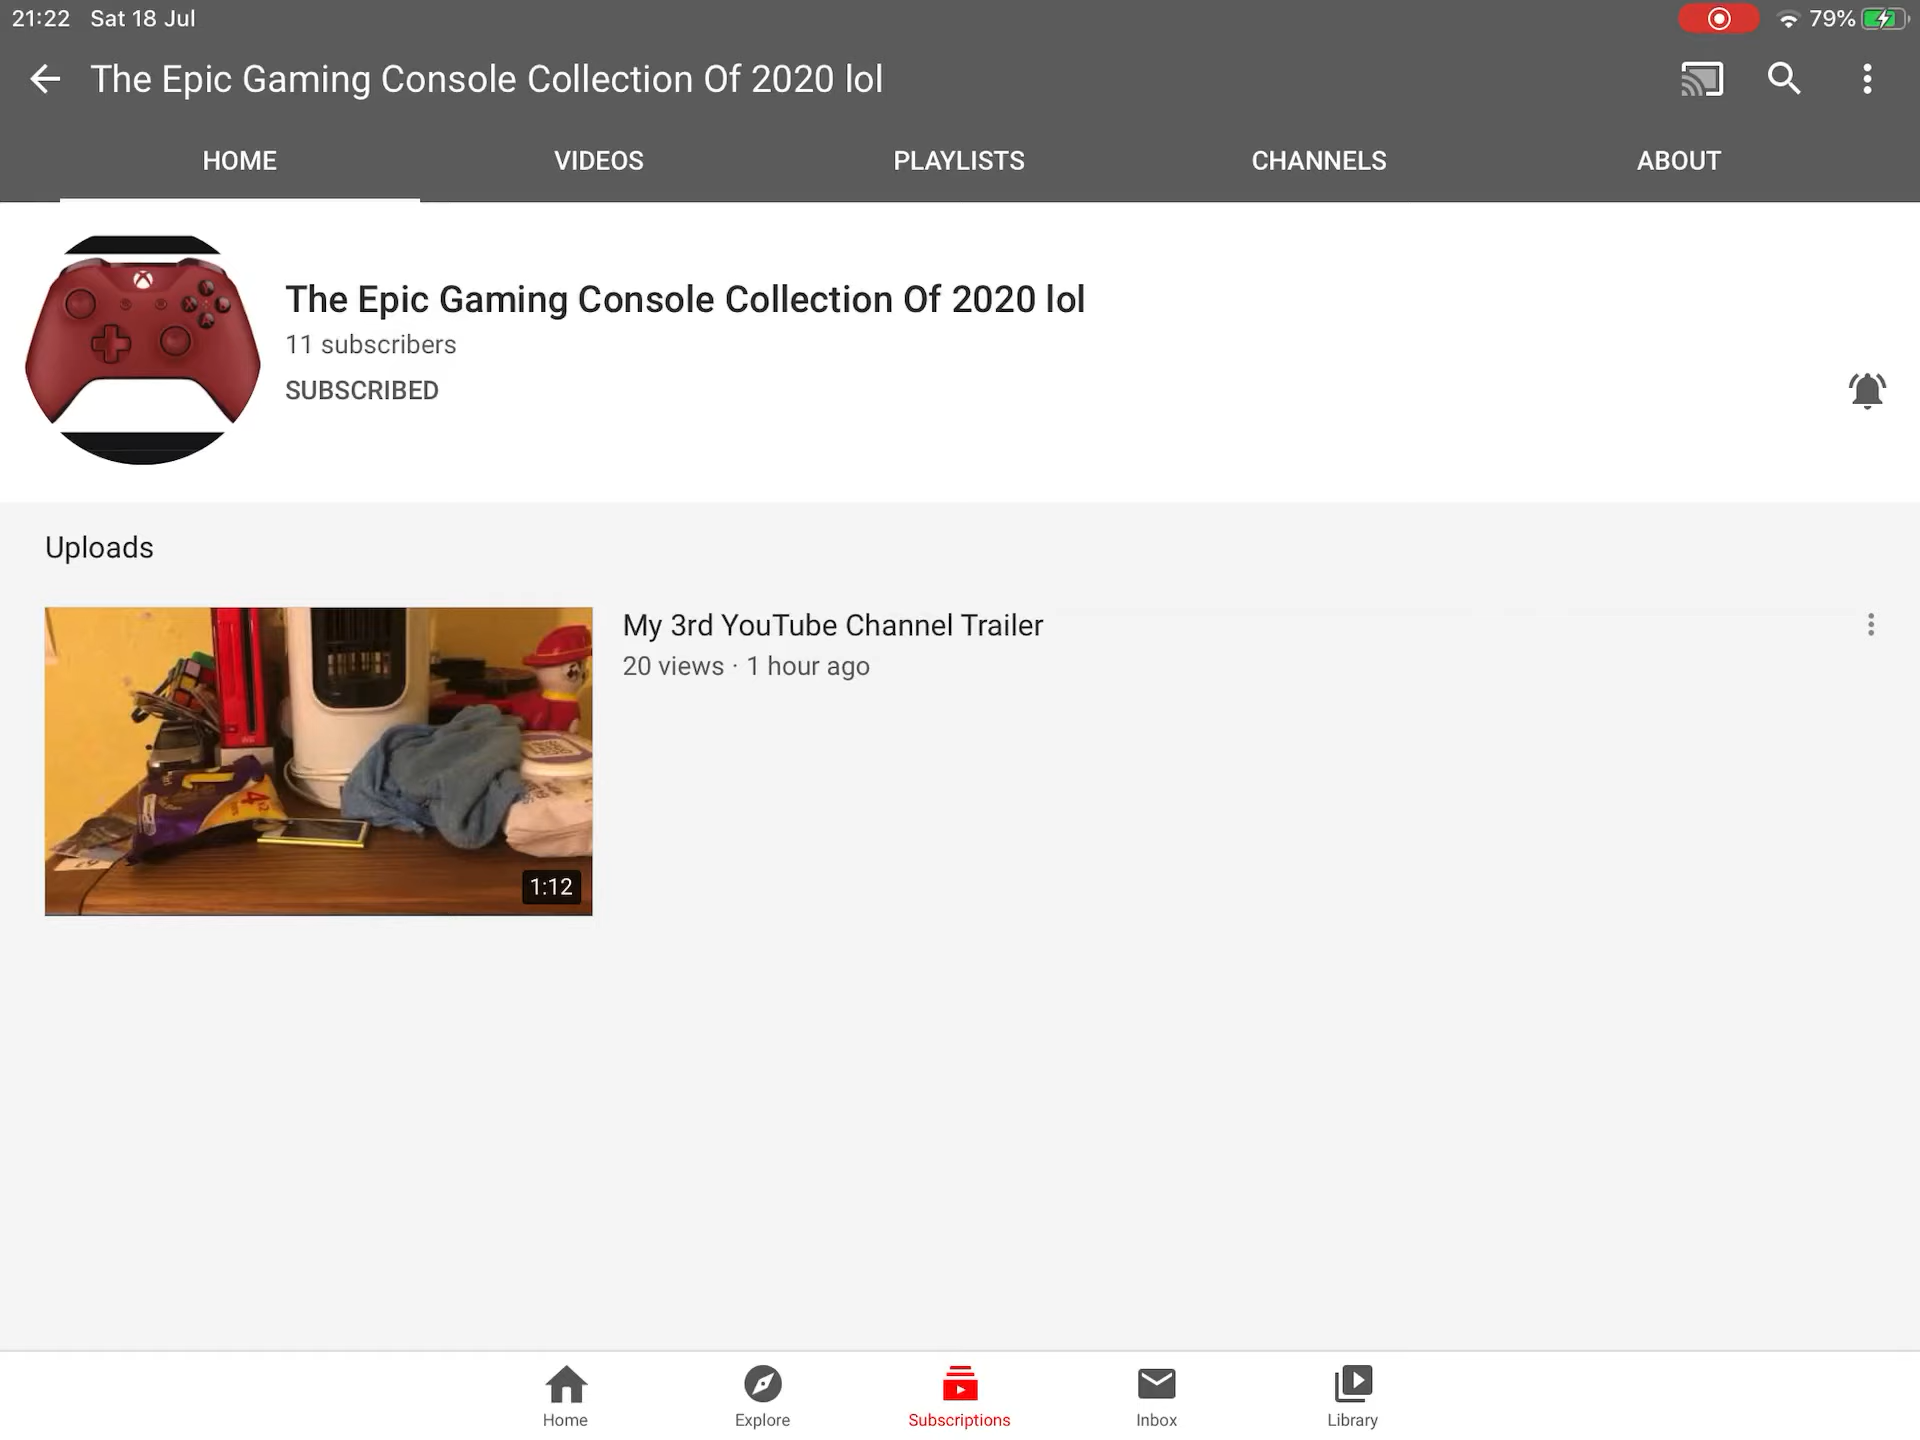 21:22 Sat 18 Jul
79%
The Epic Gaming Console Collection Of 2020 lol
HOME VIDEOS PLAYLISTS CHANNELS ABOUT
The Epic Gaming Console Collection Of 2020 lol
11 subscribers
SUBSCRIBED
Uploads
My 3rd YouTube Channel Trailer
20 views · 1 hour ago
1:12
Home Explore Subscriptions Inbox Library